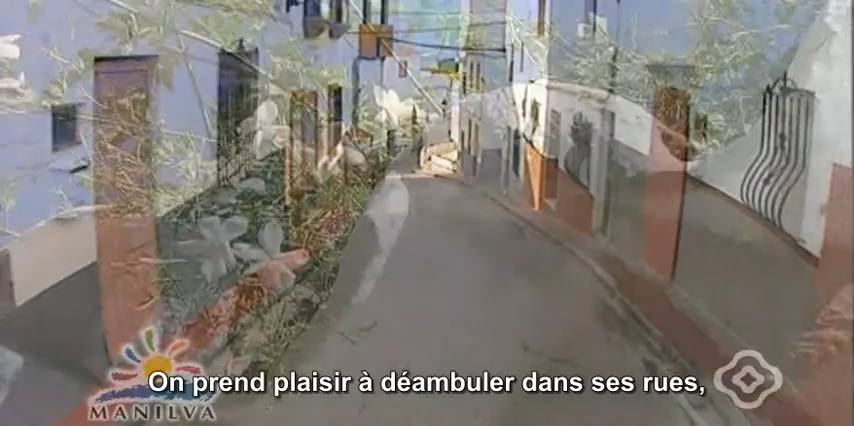 On prend plaisir à déambuler dans ses rues,
MANILVA